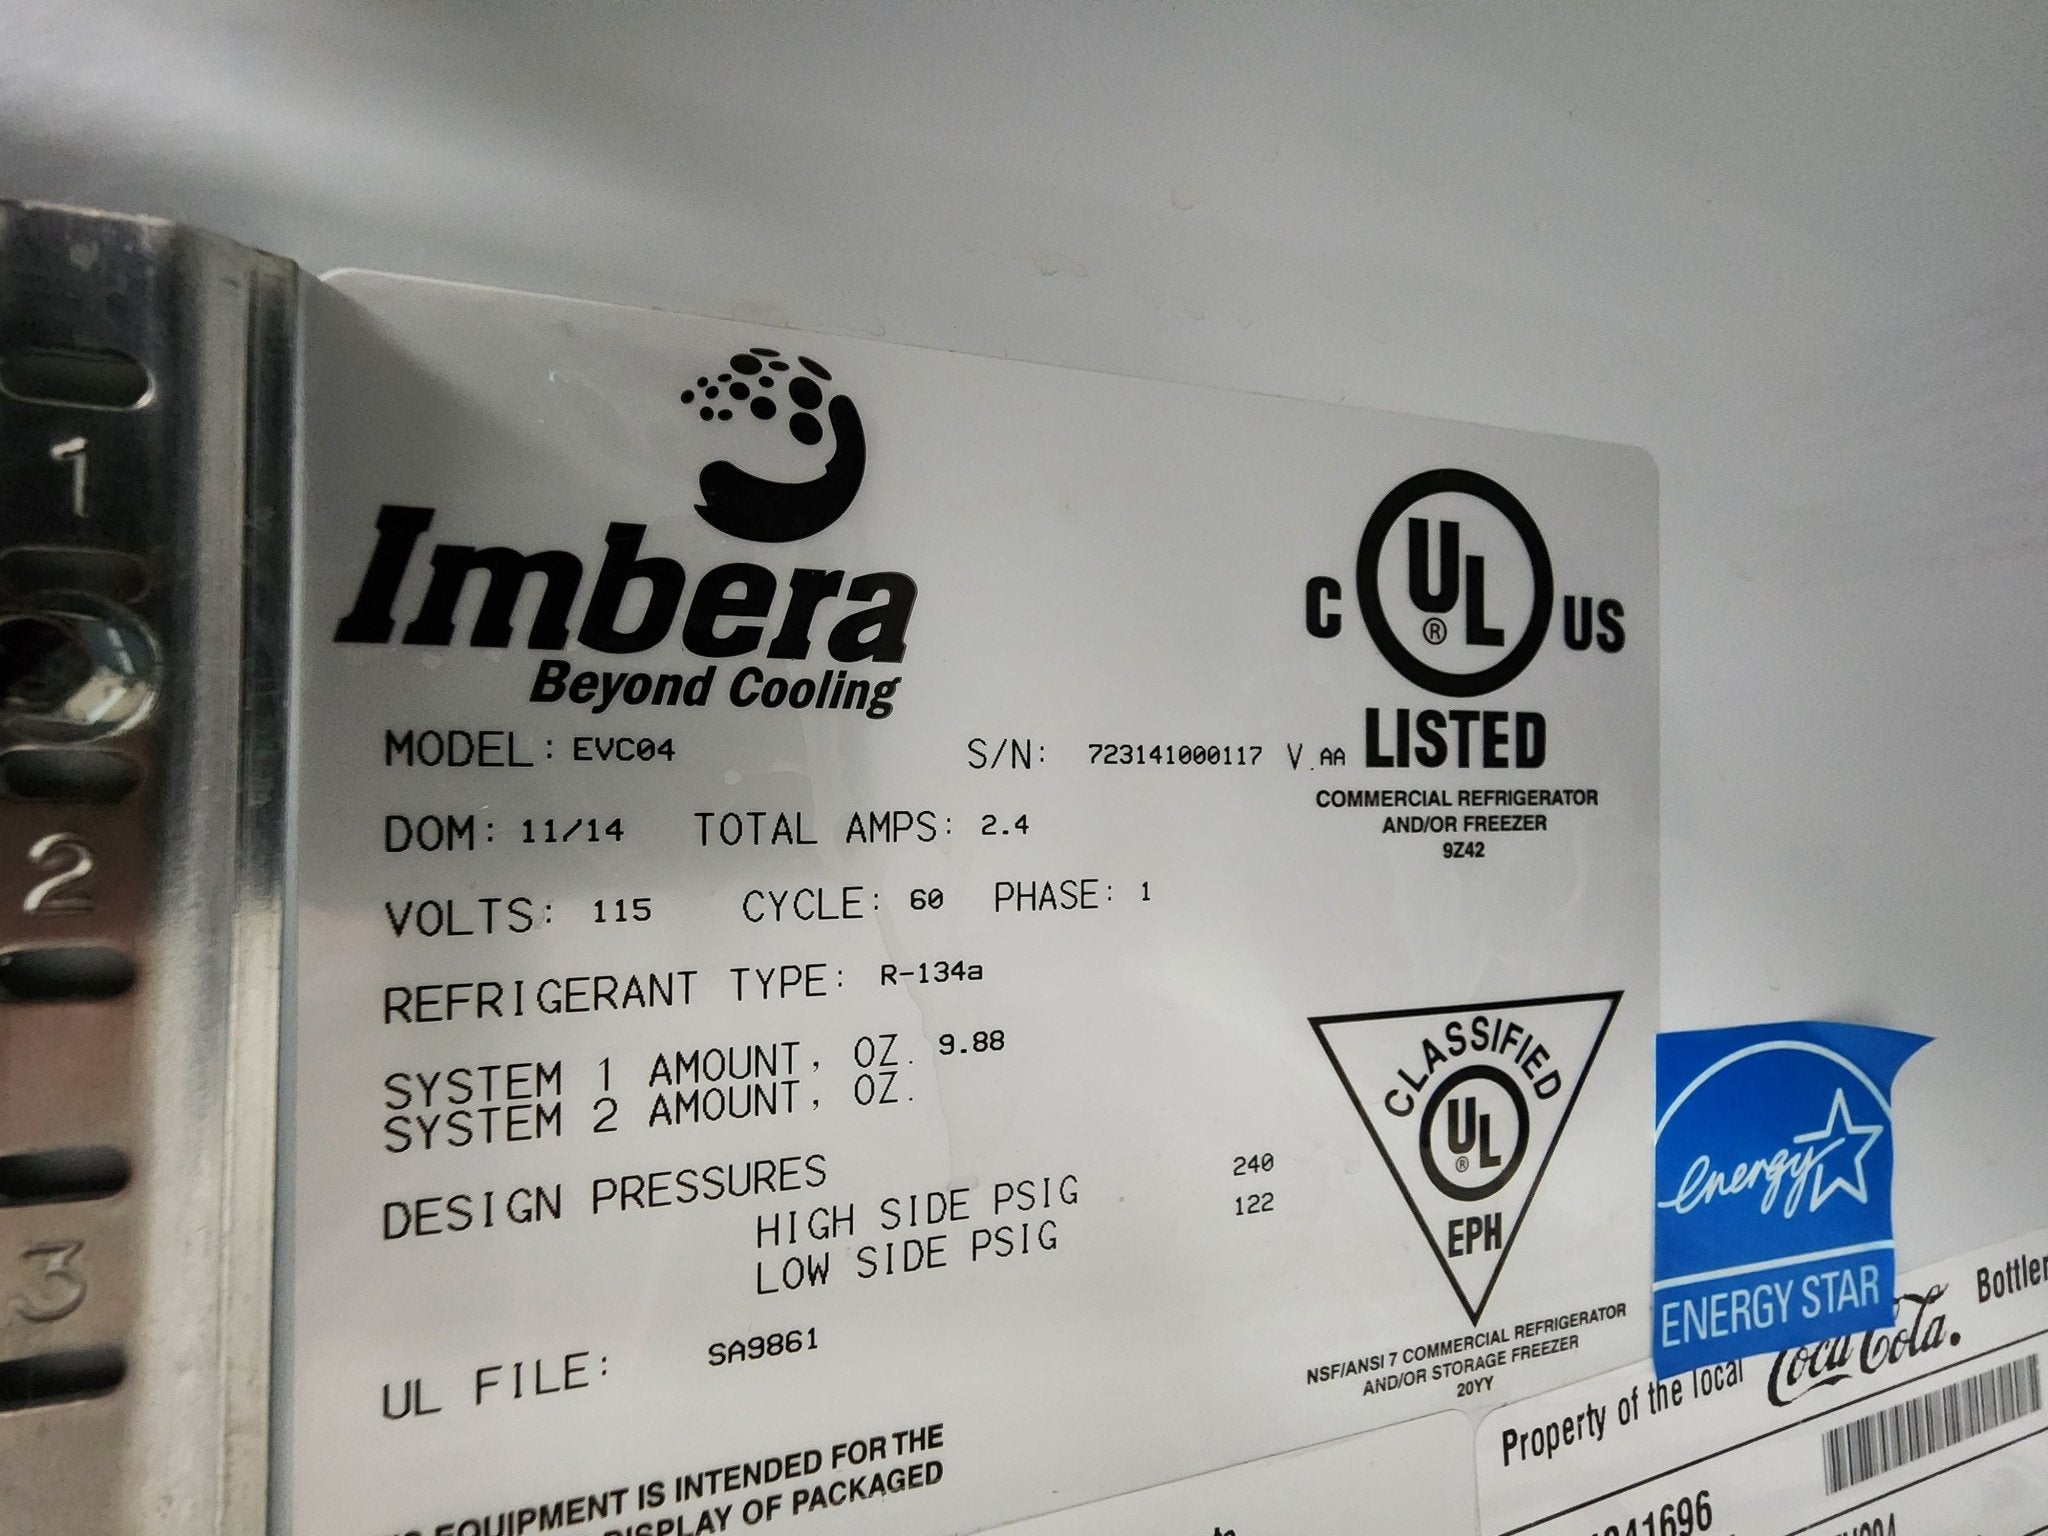 1
2
3
Imbera
Beyond Cooling
C UL ® US
LISTED
COMMERCIAL REFRIGERATOR
AND/OR FREEZER
9Z42
MODEL: EVC04 S/N: 723141000117 V.AA
DOM: 11/14 TOTAL AMPS: 2.4
VOLTS: 115 CYCLE: 60 PHASE: 1
REFRIGERANT TYPE: R-134a
SYSTEM 1 AMOUNT, OZ. 9.88
SYSTEM 2 AMOUNT, OZ.
DESIGN PRESSURES
HIGH SIDE PSIG 240
LOW SIDE PSIG 122
UL FILE: SA9861
CLASSIFIED
UL ®
EPH
NSF/ANSI 7 COMMERCIAL REFRIGERATOR
AND/OR STORAGE FREEZER
20YY
EQUIPMENT IS INTENDED FOR THE
DISPLAY OF PACKAGED
energy
ENERGY STAR
Property of the local Coca Cola. Bottler
41696